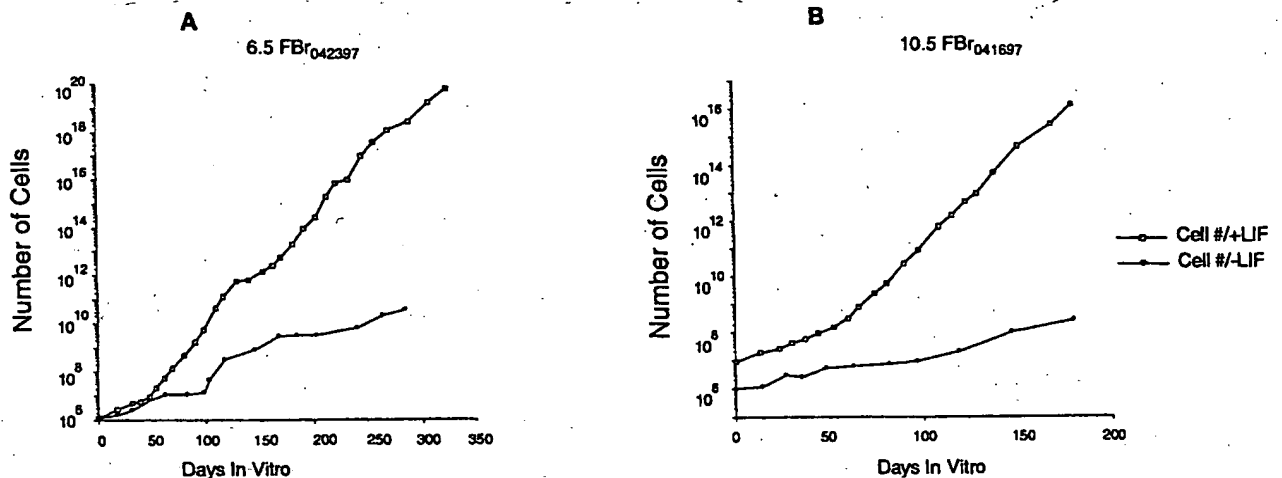 A
6.5 FBr042397
Number of Cells
10^20
10^18
10^16
10^14
10^12
10^10
10^8
10^6
0 50 100 150 200 250 300 350
Days In Vitro
B
10.5 FBr041697
Number of Cells
10^16
10^14
10^12
10^10
10^8
10^6
0 50 100 150 200
Days In Vitro
Cell #/+LIF
Cell #/-LIF